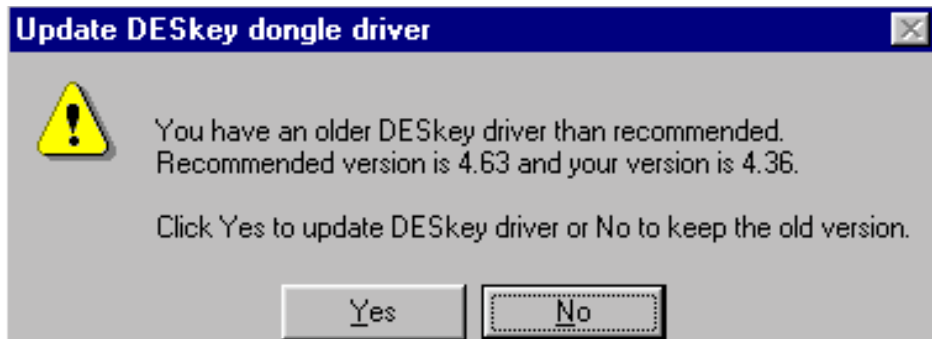 Update DESkey dongle driver
You have an older DESkey driver than recommended.
Recommended version is 4.63 and your version is 4.36.
Click Yes to update DESkey driver or No to keep the old version.
Yes
No